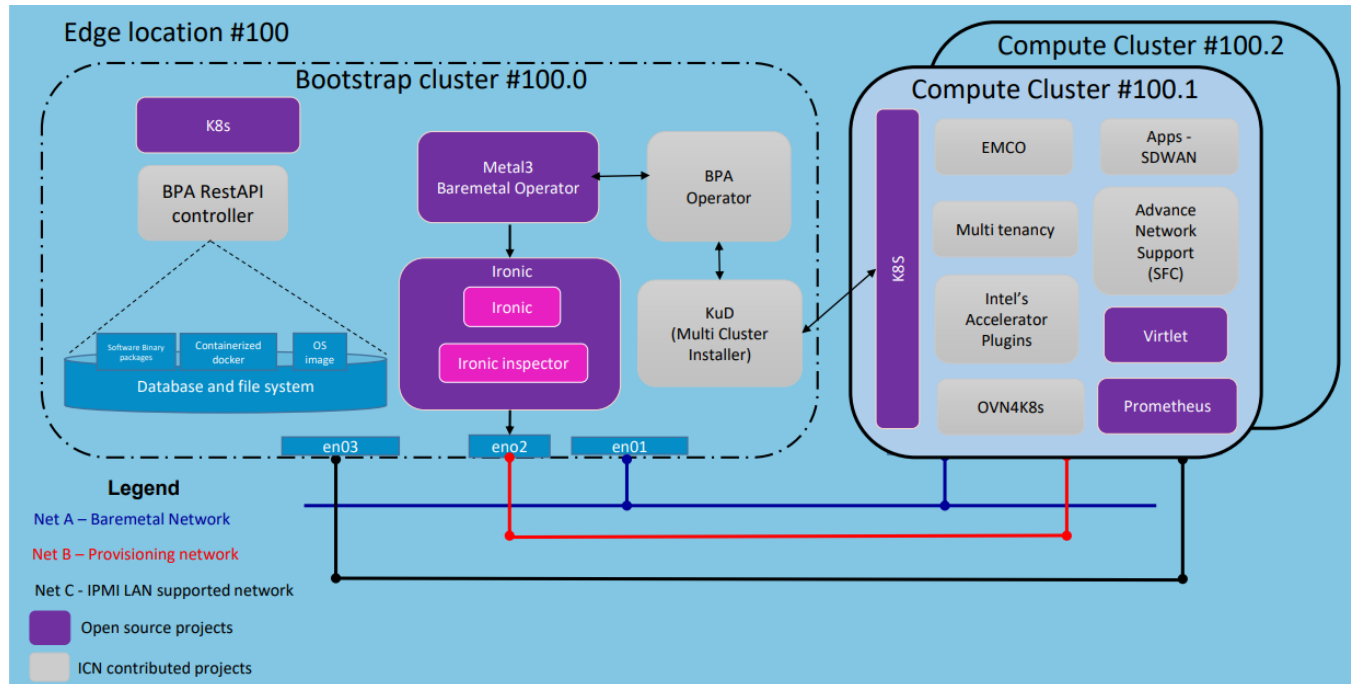 Edge location #100
Bootstrap cluster #100.0
K8s
BPA RestAPI
controller
Software Binary
packages
Containerized
docker
OS
image
Database and file system
Metal3
Baremetal Operator
BPA
Operator
Ironic
Ironic
Ironic inspector
KuD
(Multi Cluster
Installer)
en03
eno2
en01
Compute Cluster #100.2
Compute Cluster #100.1
K8S
EMCO
Apps -
SDWAN
Multi tenancy
Advance
Network
Support
(SFC)
Intel's
Accelerator
Plugins
Virtlet
OVN4K8s
Prometheus
Legend
Net A – Baremetal Network
Net B – Provisioning network
Net C - IPMI LAN supported network
Open source projects
ICN contributed projects